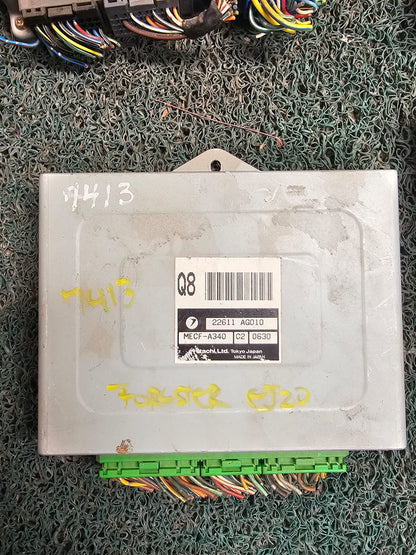 7413
7413
Q8
22611 AG010
MECF-A340 C2 0630
Hitachi,Ltd. Tokyo Japan
MADE IN JAPAN
FORESTER EJ20